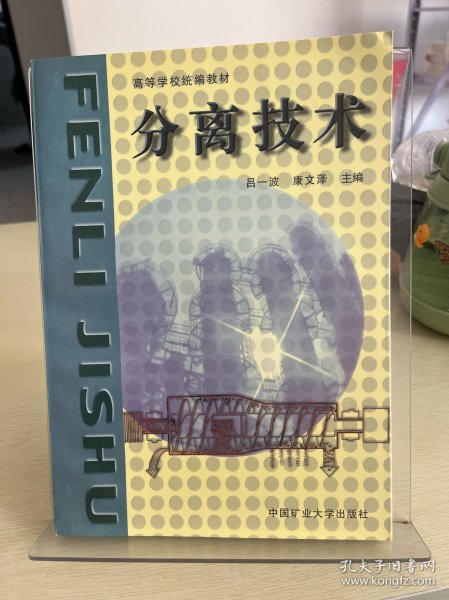 FENLI JISHU
高等学校统编教材
分离技术
吕一波 康文泽 主编
中国矿业大学出版社
孔夫子旧书网
www.kongfz.com